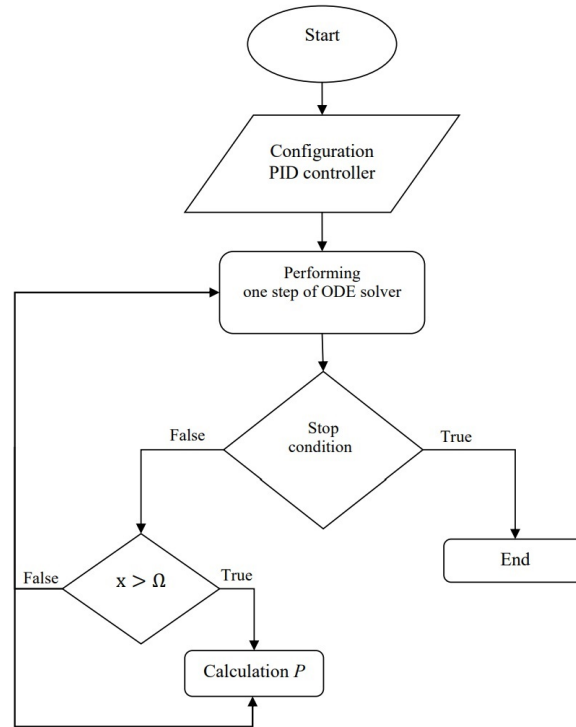 Start
Configuration
PID controller
Performing
one step of ODE solver
Stop
condition
False
True
End
x > Ω
False
True
Calculation P